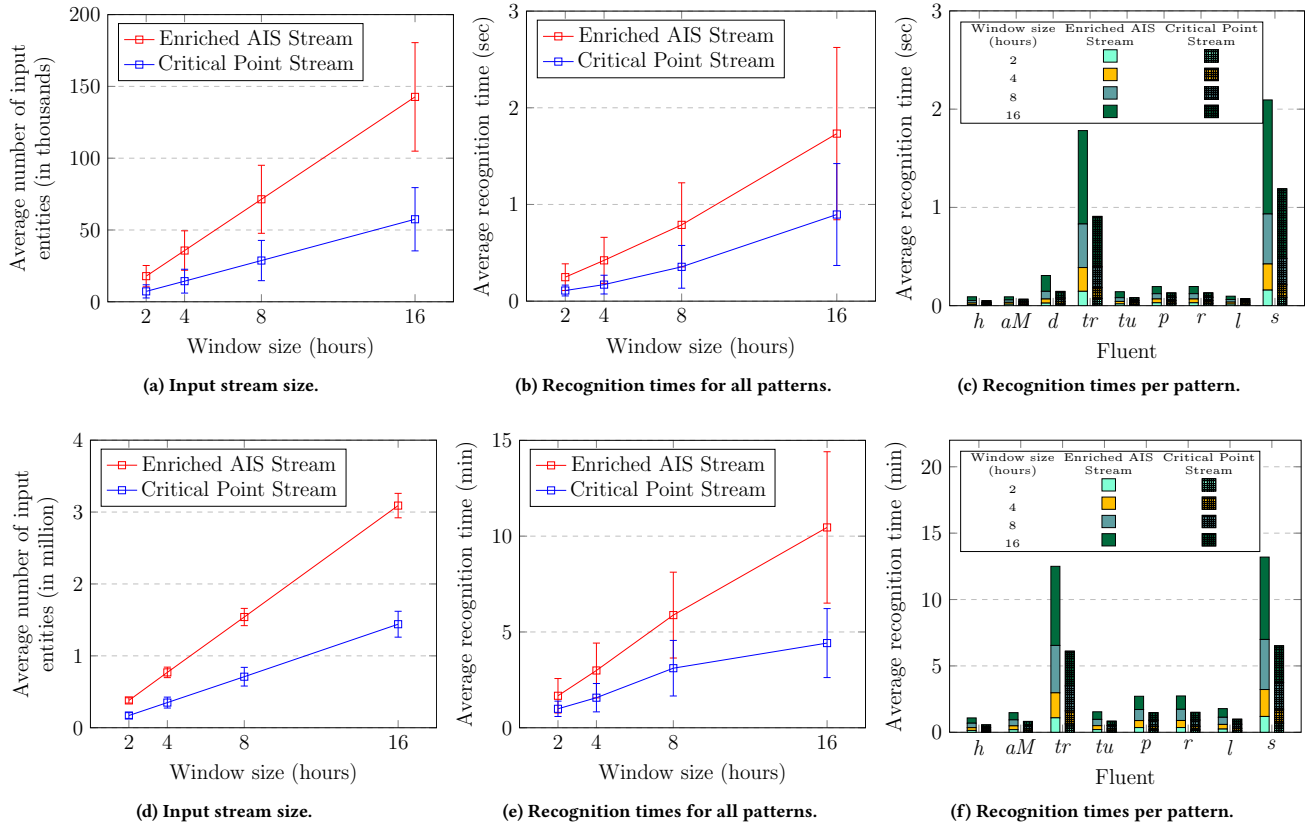 Average number of input
entities (in thousands)
200
150
100
50
0
Enriched AIS Stream
Critical Point Stream
2 4 8 16
Window size (hours)
(a) Input stream size.
Average recognition time (sec)
3
2
1
0
Enriched AIS Stream
Critical Point Stream
2 4 8 16
Window size (hours)
(b) Recognition times for all patterns.
Average recognition time (sec)
3
2
1
0
Window size Enriched AIS Critical Point
(hours) Stream Stream
2
4
8
16
h aM d tr tu p r l s
Fluent
(c) Recognition times per pattern.
Average number of input
entities (in million)
4
3
2
1
0
Enriched AIS Stream
Critical Point Stream
2 4 8 16
Window size (hours)
(d) Input stream size.
Average recognition time (min)
15
10
5
0
Enriched AIS Stream
Critical Point Stream
2 4 8 16
Window size (hours)
(e) Recognition times for all patterns.
Average recognition time (min)
20
15
10
5
0
Window size Enriched AIS Critical Point
(hours) Stream Stream
2
4
8
16
h aM tr tu p r l s
Fluent
(f) Recognition times per pattern.